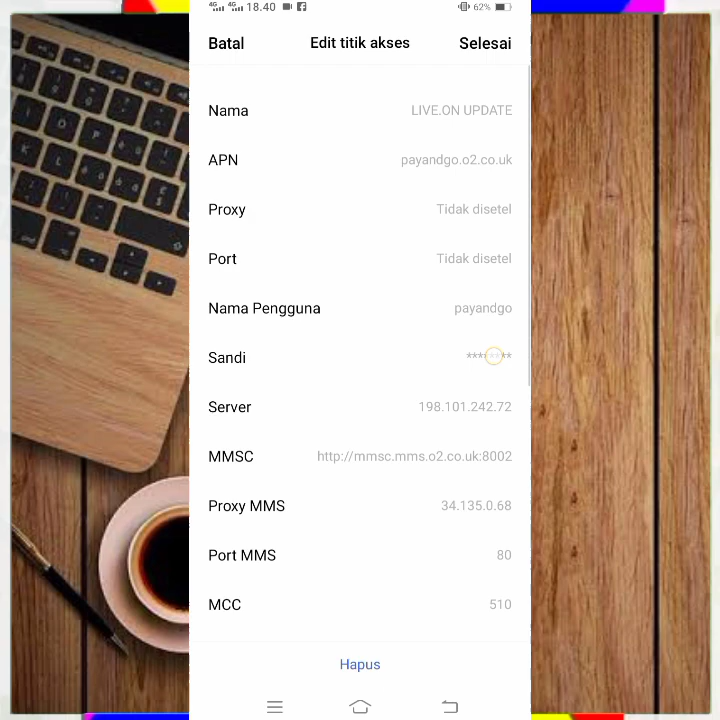 4G 4G 18.40 62%
Batal Edit titik akses Selesai
Nama LIVE.ON UPDATE
APN payandgo.o2.co.uk
Proxy Tidak disetel
Port Tidak disetel
Nama Pengguna payandgo
Sandi ********
Server 198.101.242.72
MMSC http://mmsc.mms.o2.co.uk:8002
Proxy MMS 34.135.0.68
Port MMS 80
MCC 510
Hapus